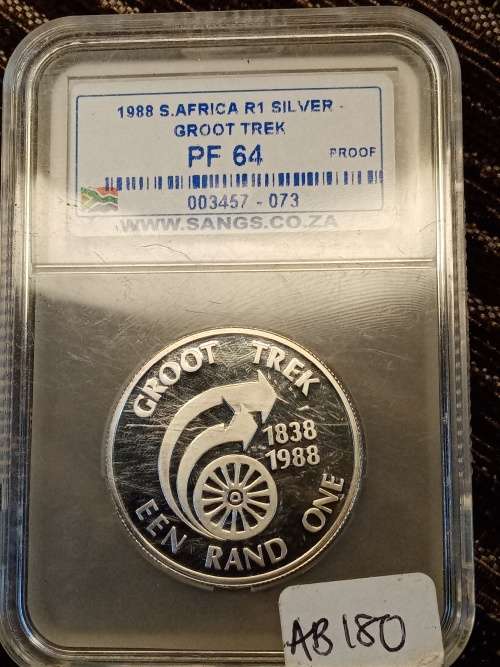 1988 S.AFRICA R1 SILVER -
GROOT TREK
PF 64 PROOF
003457 - 073
WWW.SANGS.CO.ZA
GROOT TREK
1838
1988
EEN RAND ONE
AB 180